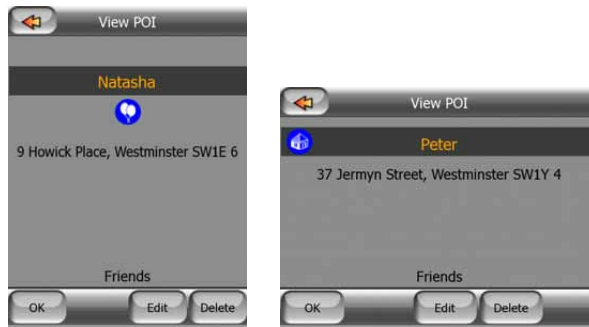 View POI
Natasha
9 Howick Place, Westminster SW1E 6
Friends
OK Edit Delete
View POI
Peter
37 Jermyn Street, Westminster SW1Y 4
Friends
OK Edit Delete